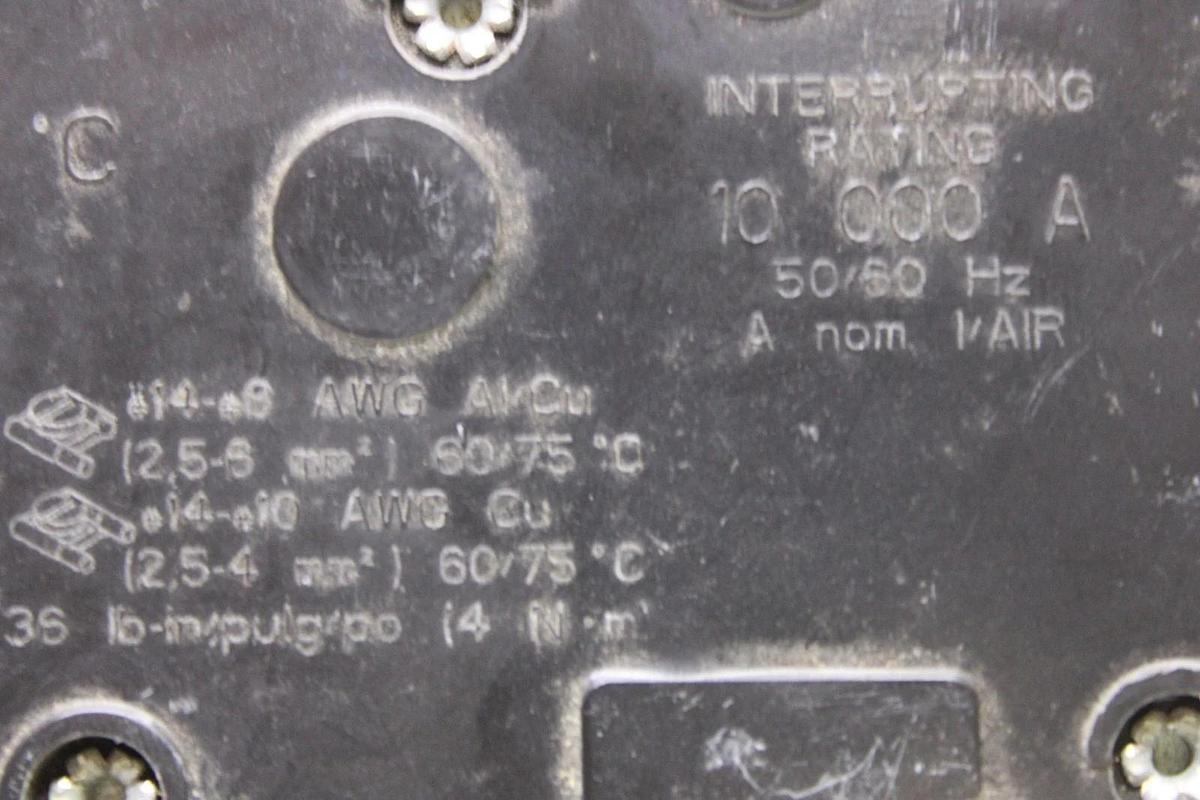 °C
INTERRUPTING
RATING
10 000 A
50/60 Hz
A nom. I/AIR
#14-#8 AWG Al-Cu
(2,5-6 mm²) 60/75 °C
#14-#10 AWG Cu
(2,5-4 mm²) 60/75 °C
36 lb-in/pulg/po (4 N·m)